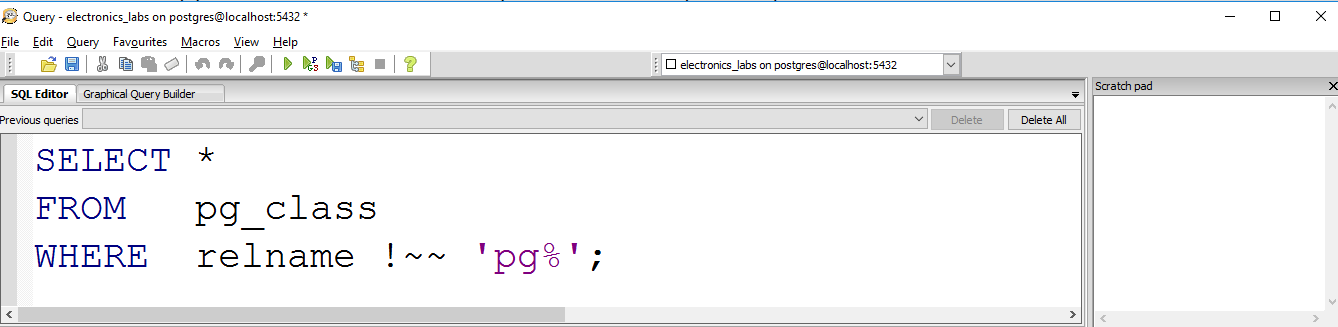 Query - electronics_labs on postgres@localhost:5432 *
File Edit Query Favourites Macros View Help
electronics_labs on postgres@localhost:5432
SQL Editor Graphical Query Builder
Scratch pad
Previous queries Delete Delete All
SELECT *
FROM pg_class
WHERE relname !~~ 'pg%';